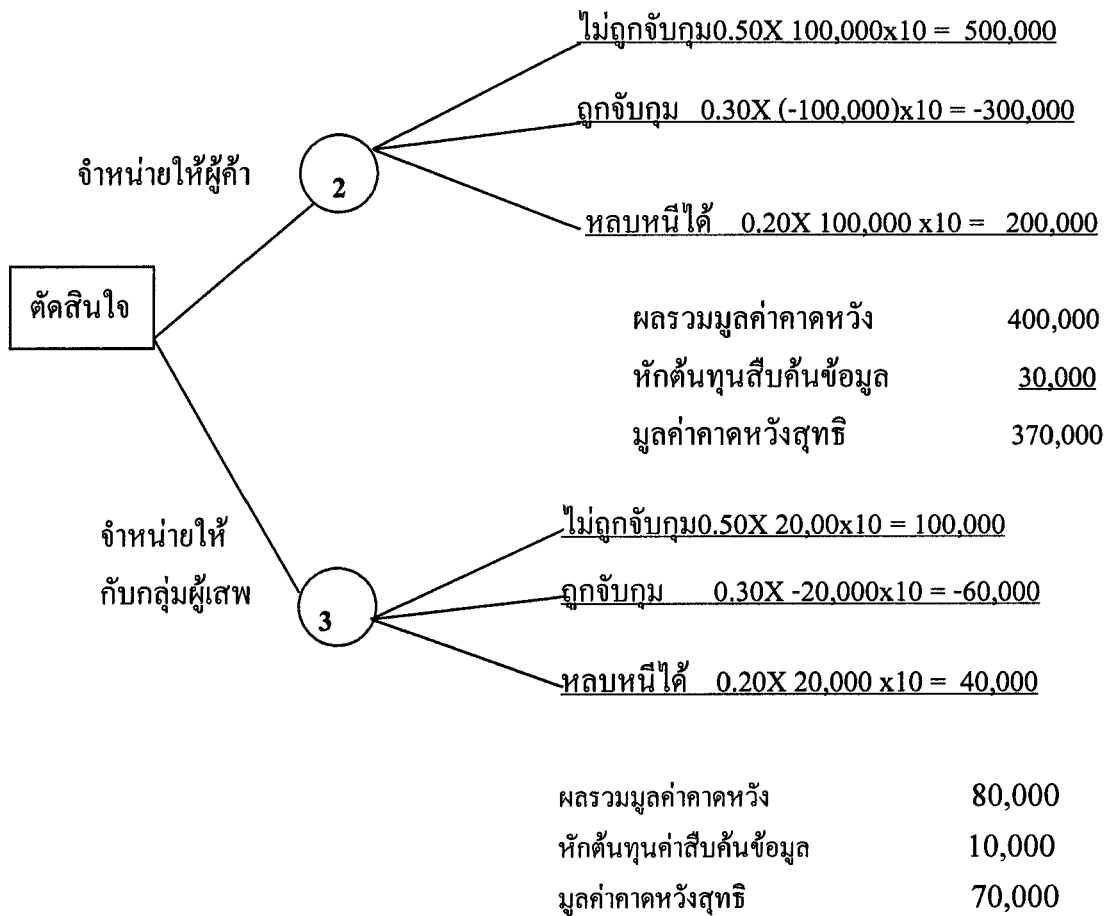 ไม่ถูกจับกุม0.50X 100,000x10 = 500,000
ถูกจับกุม 0.30X (-100,000)x10 = -300,000
จำหน่ายให้ผู้ค้า
2
หลบหนีได้ 0.20X 100,000 x10 = 200,000
ตัดสินใจ
ผลรวมมูลค่าคาดหวัง 400,000
หักต้นทุนสืบค้นข้อมูล 30,000
มูลค่าคาดหวังสุทธิ 370,000
จำหน่ายให้
กับกลุ่มผู้เสพ
ไม่ถูกจับกุม0.50X 20,00x10 = 100,000
ถูกจับกุม 0.30X -20,000x10 = -60,000
3
หลบหนีได้ 0.20X 20,000 x10 = 40,000
ผลรวมมูลค่าคาดหวัง 80,000
หักต้นทุนค่าสืบค้นข้อมูล 10,000
มูลค่าคาดหวังสุทธิ 70,000